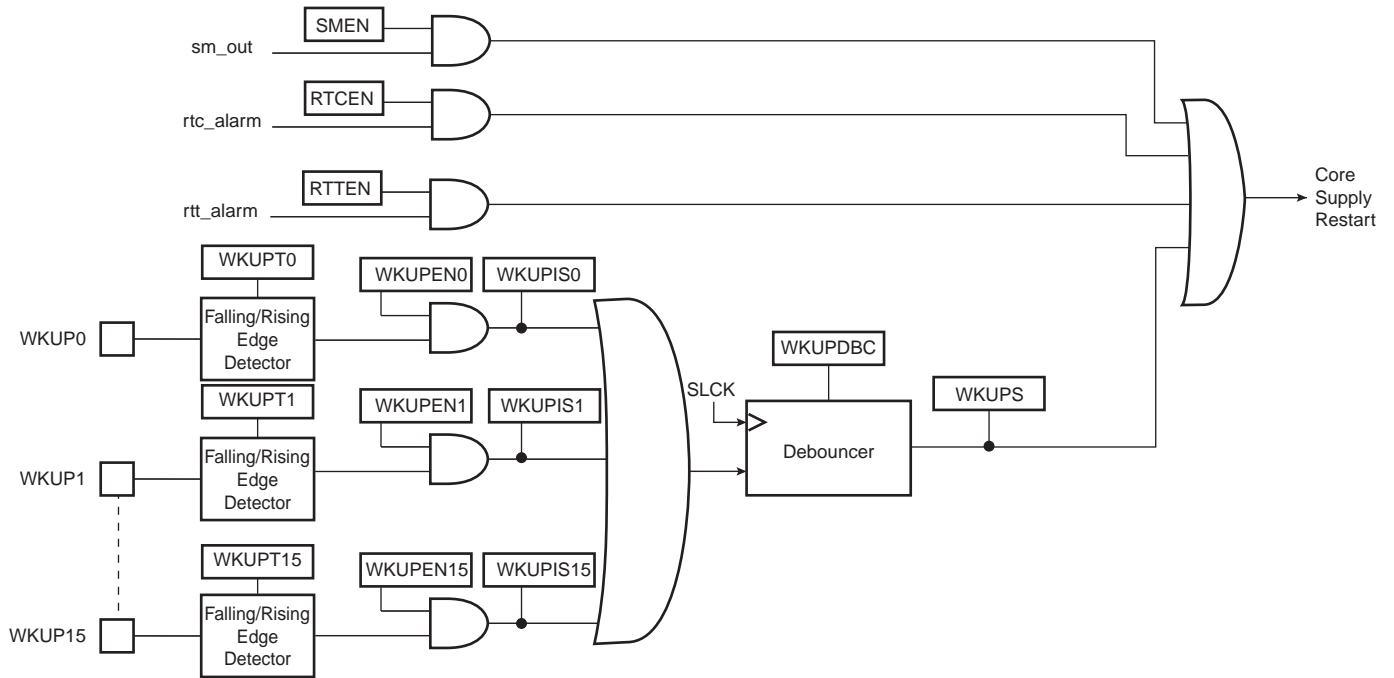 SMEN
sm_out
RTCEN
rtc_alarm
RTTEN
rtt_alarm
Core
Supply
Restart
WKUPT0
WKUPEN0
WKUPIS0
WKUP0
Falling/Rising
Edge
Detector
WKUPDBC
WKUPT1
WKUPEN1
WKUPIS1
SLCK
WKUPS
WKUP1
Falling/Rising
Edge
Detector
Debouncer
WKUPT15
WKUPEN15
WKUPIS15
WKUP15
Falling/Rising
Edge
Detector